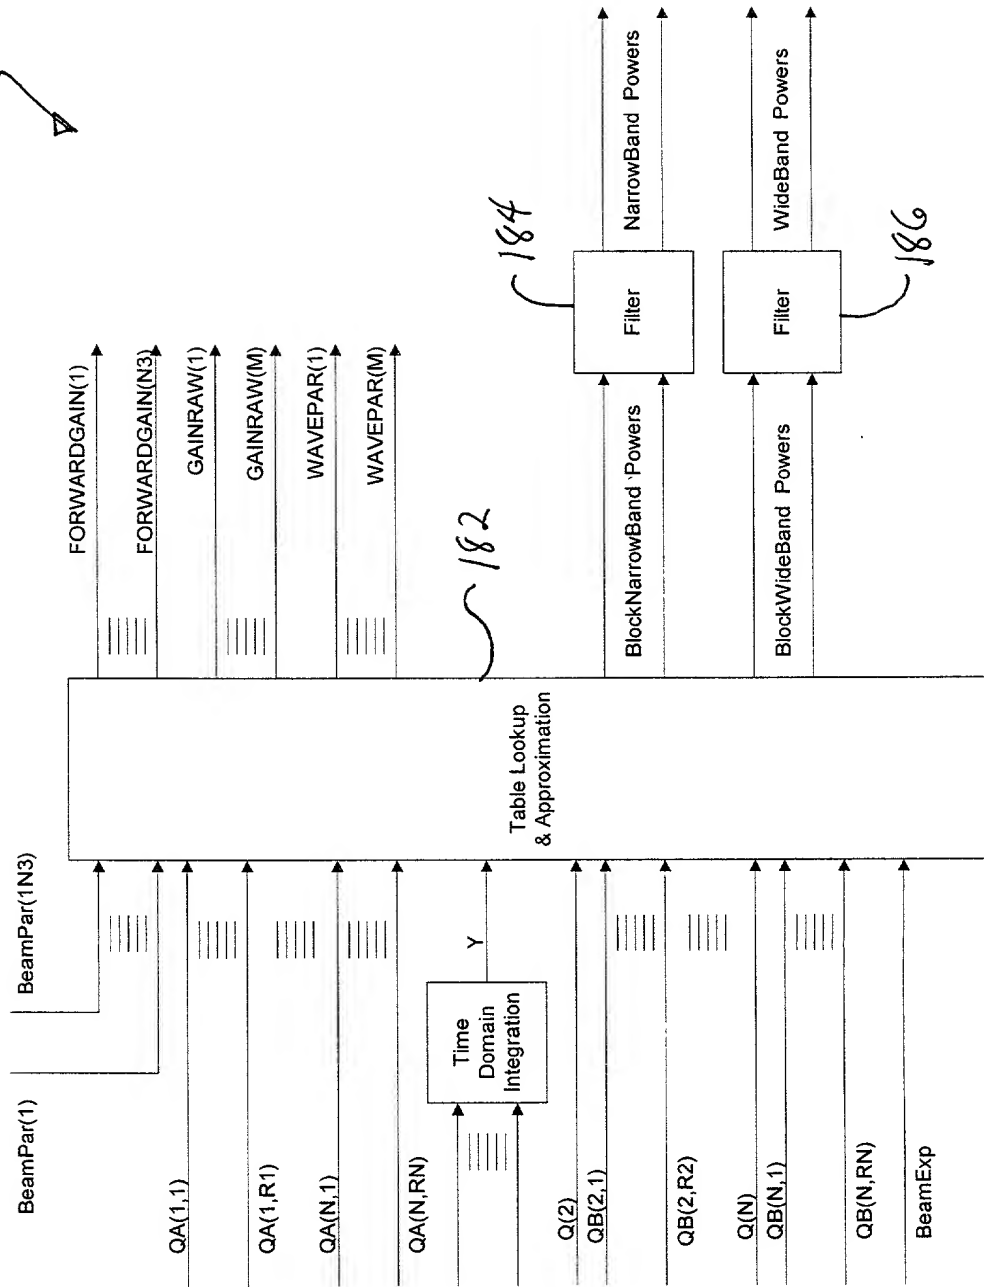 BeamPar(1)
BeamPar(1N3)
QA(1,1)
QA(1,R1)
QA(N,1)
QA(N,RN)
Time
Domain
Integration
Y
Q(2)
QB(2,1)
QB(2,R2)
Q(N)
QB(N,1)
QB(N,RN)
BeamExp
Table Lookup
& Approximation
182
FORWARDGAIN(1)
FORWARDGAIN(N3)
GAINRAW(1)
GAINRAW(M)
WAVEPAR(1)
WAVEPAR(M)
BlockNarrowBand Powers
BlockWideBand Powers
Filter
184
Filter
186
NarrowBand Powers
WideBand Powers